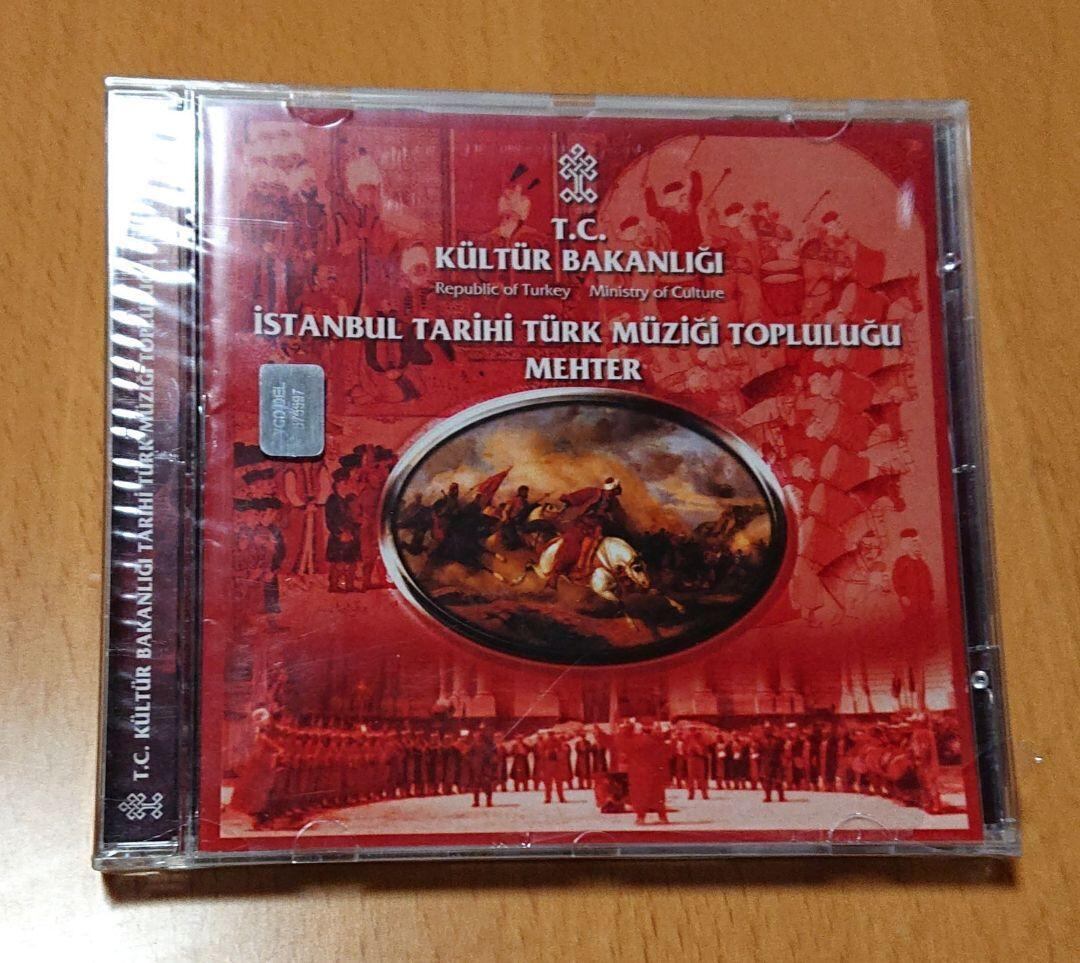 T.C.
KÜLTÜR BAKANLIĞI
Republic of Turkey Ministry of Culture
İSTANBUL TARİHİ TÜRK MÜZİĞİ TOPLULUĞU
MEHTER
T.C. KÜLTÜR BAKANLIĞI TARİHİ TÜRK MÜZİĞİ